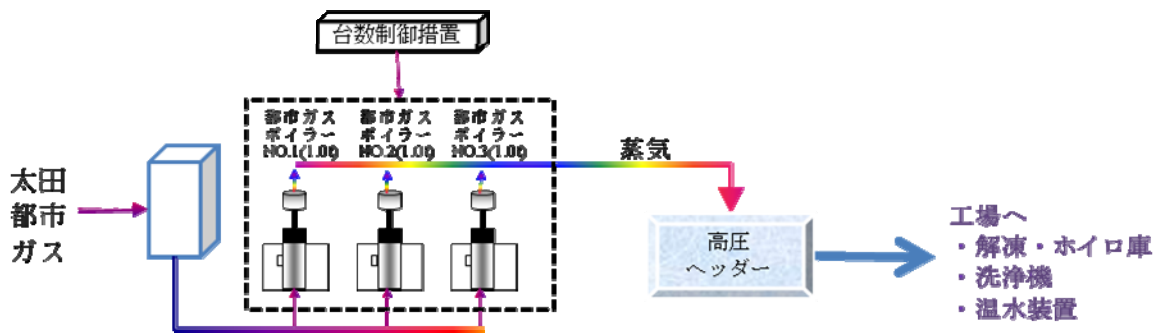 台数制御措置
都市ガス
ボイラー
NO.1(1.0t)
都市ガス
ボイラー
NO.2(1.0t)
都市ガス
ボイラー
NO.3(1.0t)
蒸気
太田
都市
ガス
高圧
ヘッダー
工場へ
・解凍・ホイロ庫
・洗浄機
・温水装置